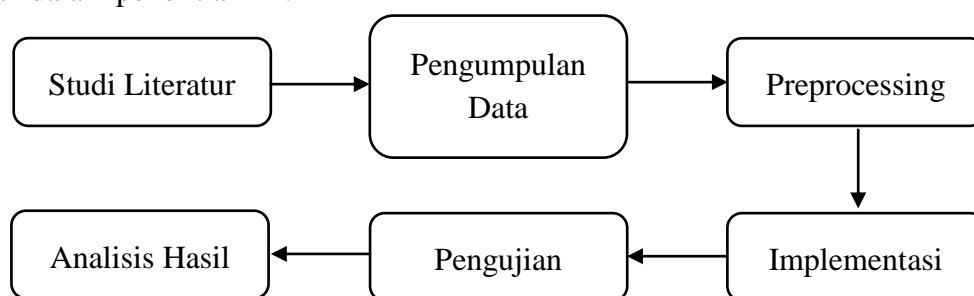 Studi Literatur
Pengumpulan
Data
Preprocessing
Implementasi
Pengujian
Analisis Hasil